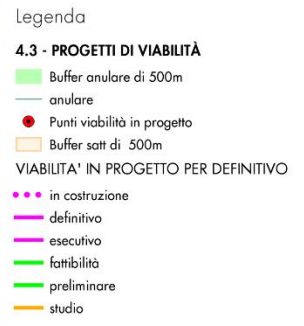 Legenda
4.3 - PROGETTI DI VIABILITÀ
Buffer anulare di 500m
anulare
Punti viabilità in progetto
Buffer satt di 500m
VIABILITA' IN PROGETTO PER DEFINITIVO
in costruzione
definitivo
esecutivo
fattibilità
preliminare
studio